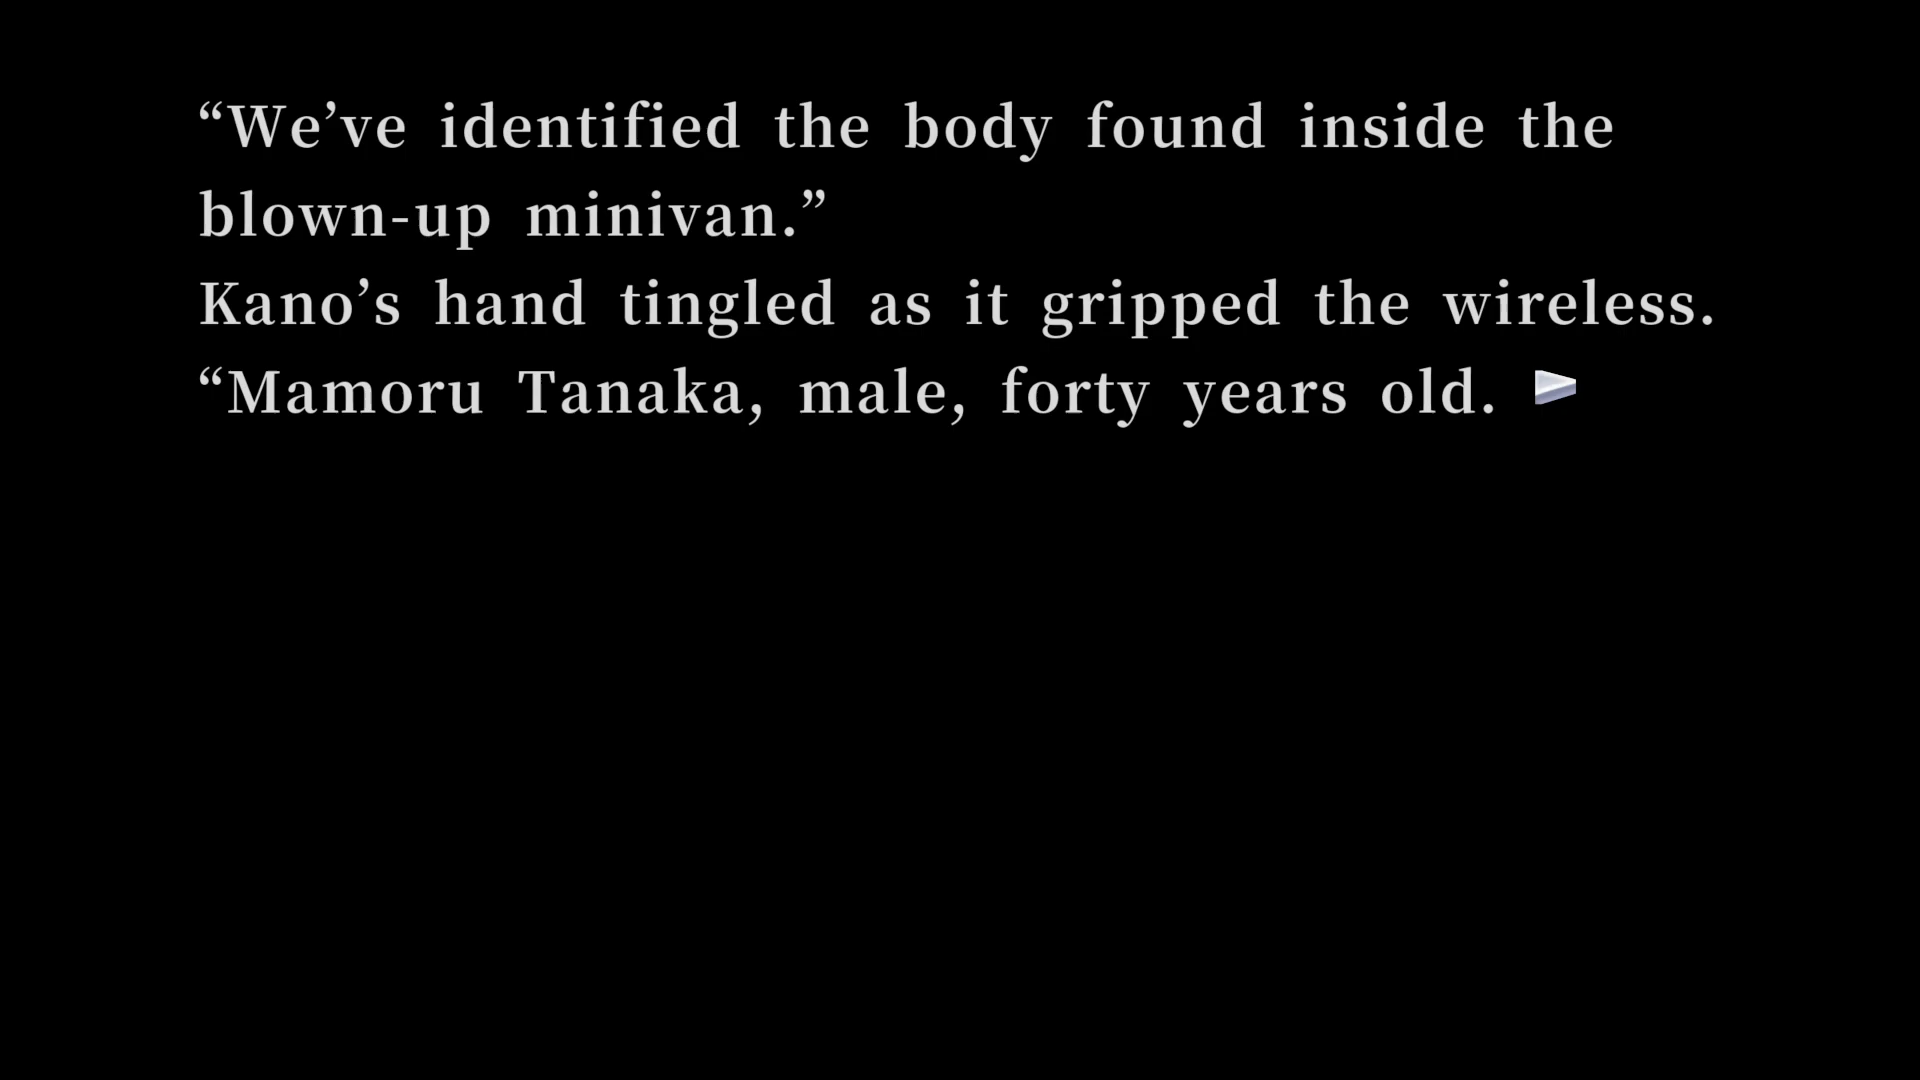 “We’ve identified the body found inside the
blown-up minivan.”
Kano’s hand tingled as it gripped the wireless.
“Mamoru Tanaka, male, forty years old.